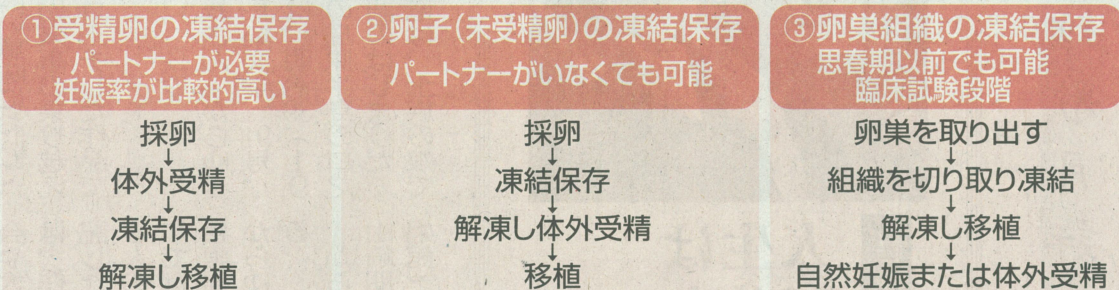 ①受精卵の凍結保存
パートナーが必要
妊娠率が比較的高い
採卵
↓
体外受精
↓
凍結保存
↓
解凍し移植
②卵子(未受精卵)の凍結保存
パートナーがいなくても可能
採卵
↓
凍結保存
↓
解凍し体外受精
↓
移植
③卵巣組織の凍結保存
思春期以前でも可能
臨床試験段階
卵巣を取り出す
↓
組織を切り取り凍結
↓
解凍し移植
↓
自然妊娠または体外受精